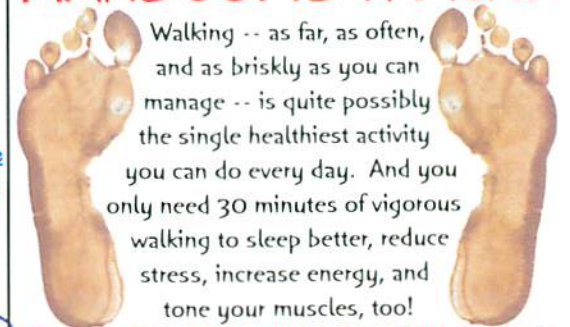 Walking -- as far, as often,
and as briskly as you can
manage -- is quite possibly
the single healthiest activity
you can do every day. And you
only need 30 minutes of vigorous
walking to sleep better, reduce
stress, increase energy, and
tone your muscles, too!